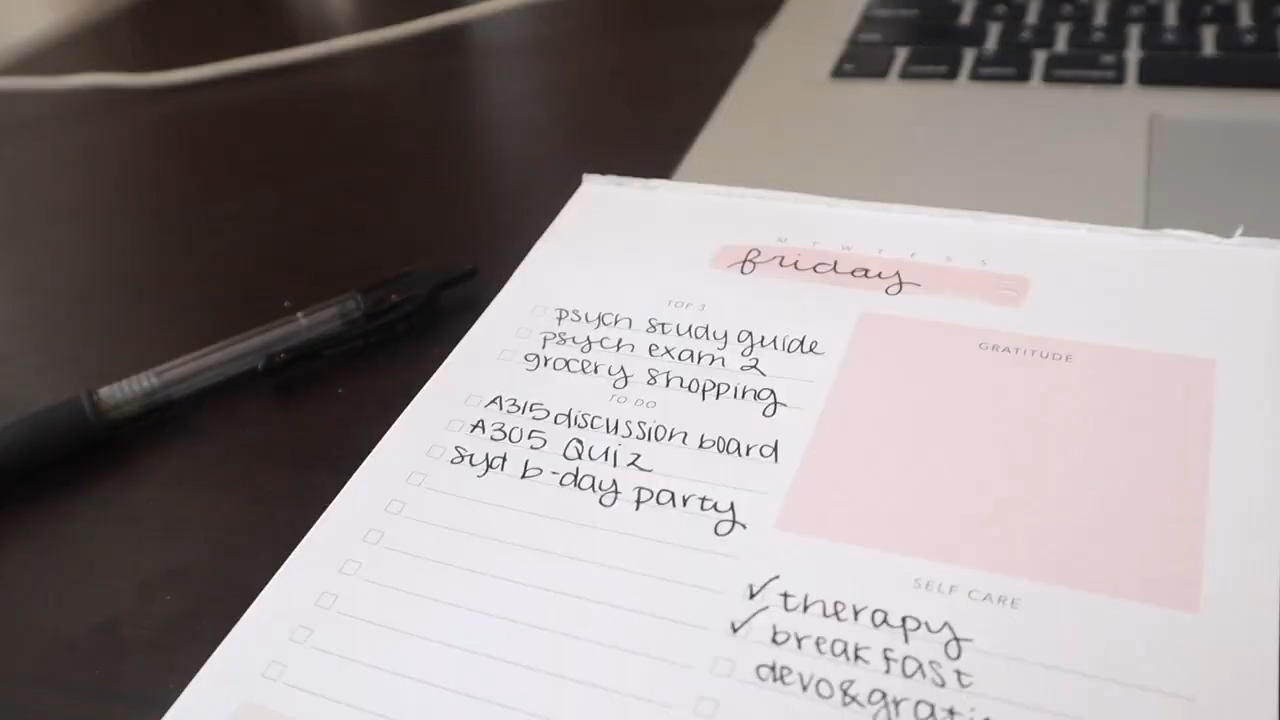 M T W T F S S
friday
TOP 3
psych study guide
psych exam 2
grocery shopping
TO DO
A315 discussion board
A305 Quiz
syd b-day party
GRATITUDE
SELF CARE
✓therapy
✓breakfast